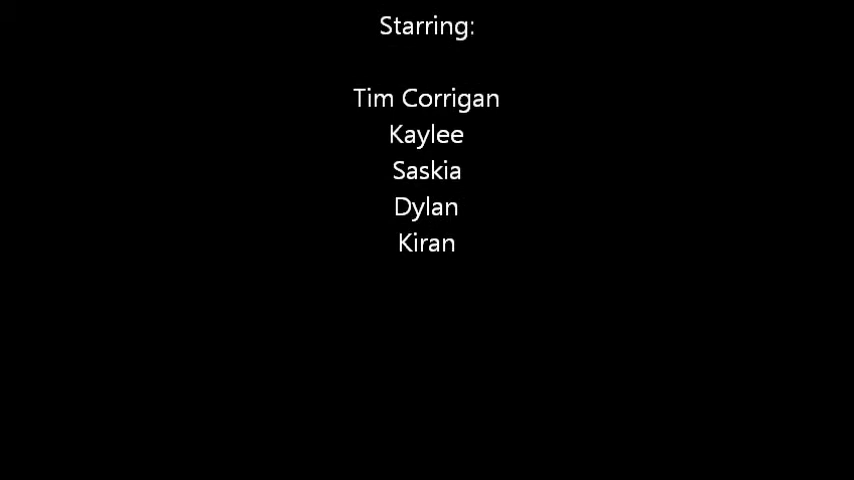 Starring:
Tim Corrigan
Kaylee
Saskia
Dylan
Kiran